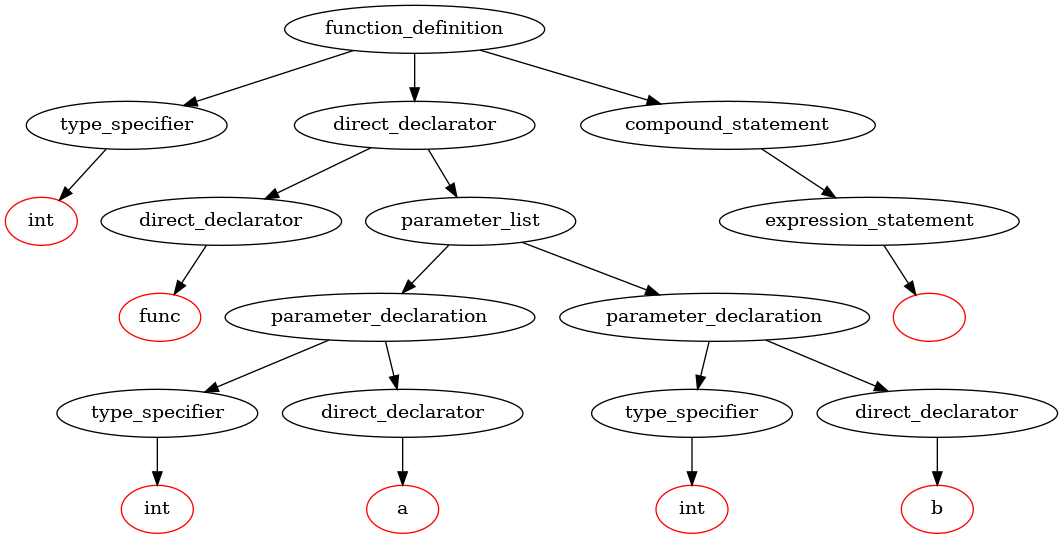 function_definition
type_specifier
direct_declarator
compound_statement
int
direct_declarator
parameter_list
expression_statement
func
parameter_declaration
parameter_declaration
type_specifier
direct_declarator
type_specifier
direct_declarator
int
a
int
b